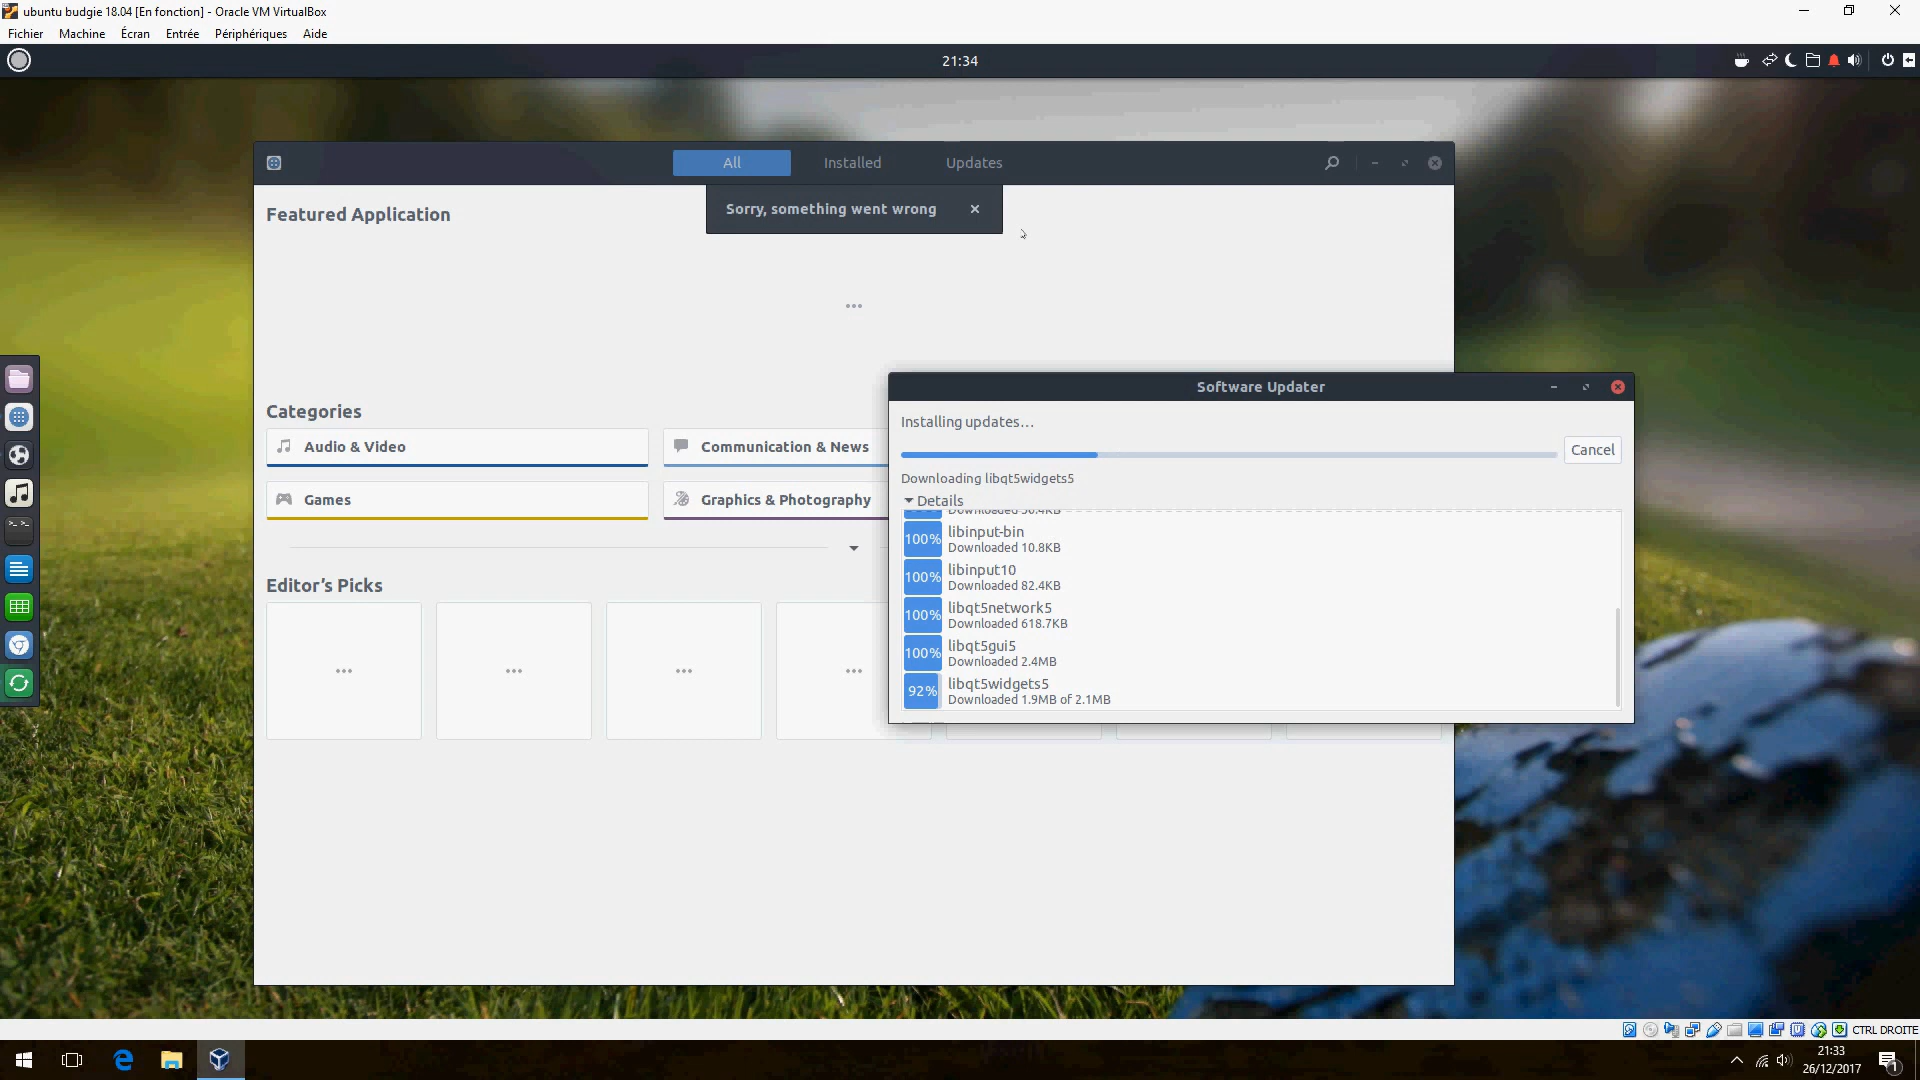 ubuntu budgie 18.04 [En fonction] - Oracle VM VirtualBox
Fichier Machine Écran Entrée Périphériques Aide
21:34
All Installed Updates
Sorry, something went wrong
Featured Application
Categories
Audio & Video
Communication & News
Games
Graphics & Photography
Editor's Picks
Software Updater
Installing updates…
Cancel
Downloading libqt5widgets5
Details
Downloaded 50.4KB
100% libinput-bin
Downloaded 10.8KB
100% libinput10
Downloaded 82.4KB
100% libqt5network5
Downloaded 618.7KB
100% libqt5gui5
Downloaded 2.4MB
92% libqt5widgets5
Downloaded 1.9MB of 2.1MB
CTRL DROITE
21:33
26/12/2017
1